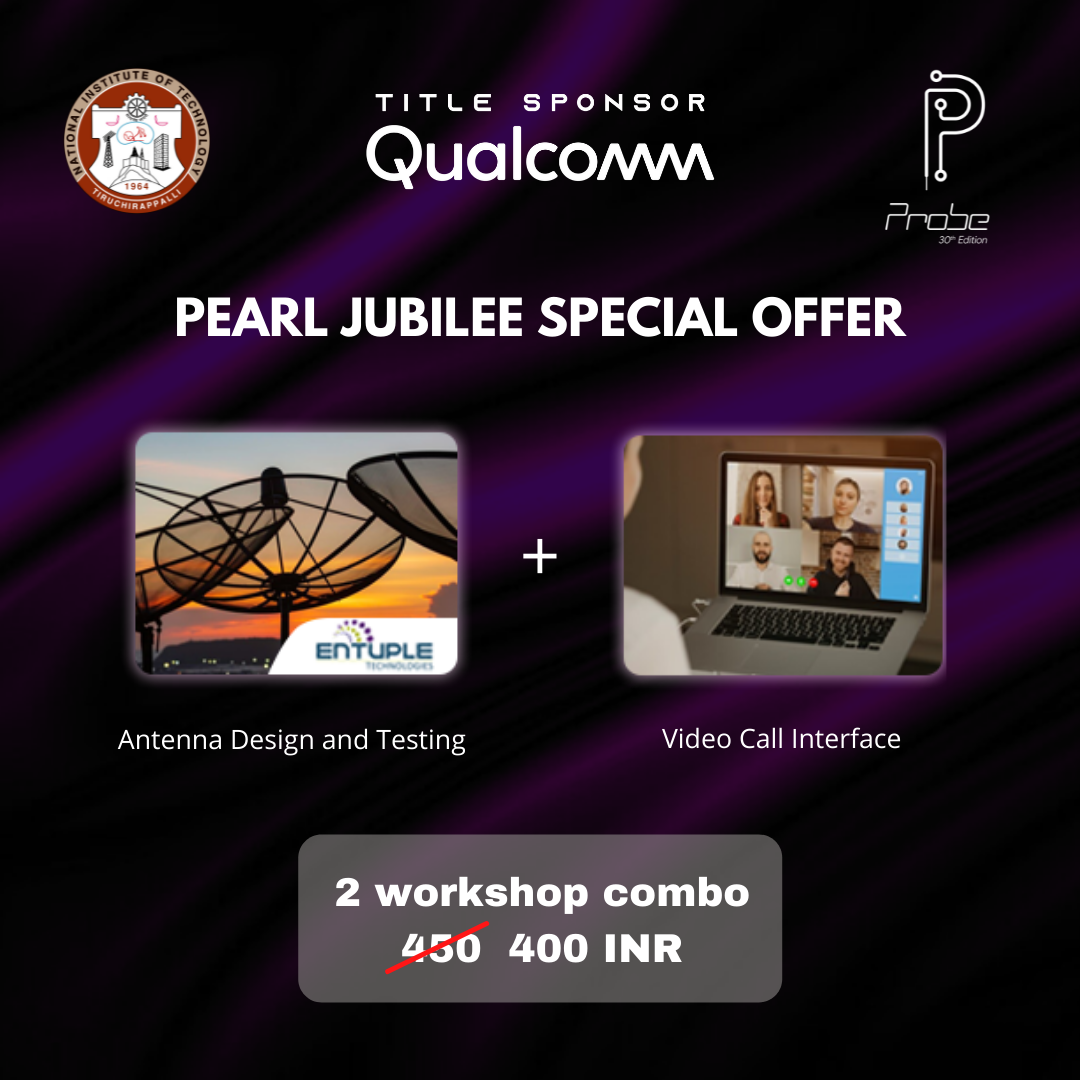 NATIONAL INSTITUTE OF TECHNOLOGY
1964
TIRUCHIRAPPALLI
TITLE SPONSOR
Qualcomm
Probe
30th Edition
PEARL JUBILEE SPECIAL OFFER
ENTUPLE
TECHNOLOGIES
+
Antenna Design and Testing
Video Call Interface
2 workshop combo
450 400 INR